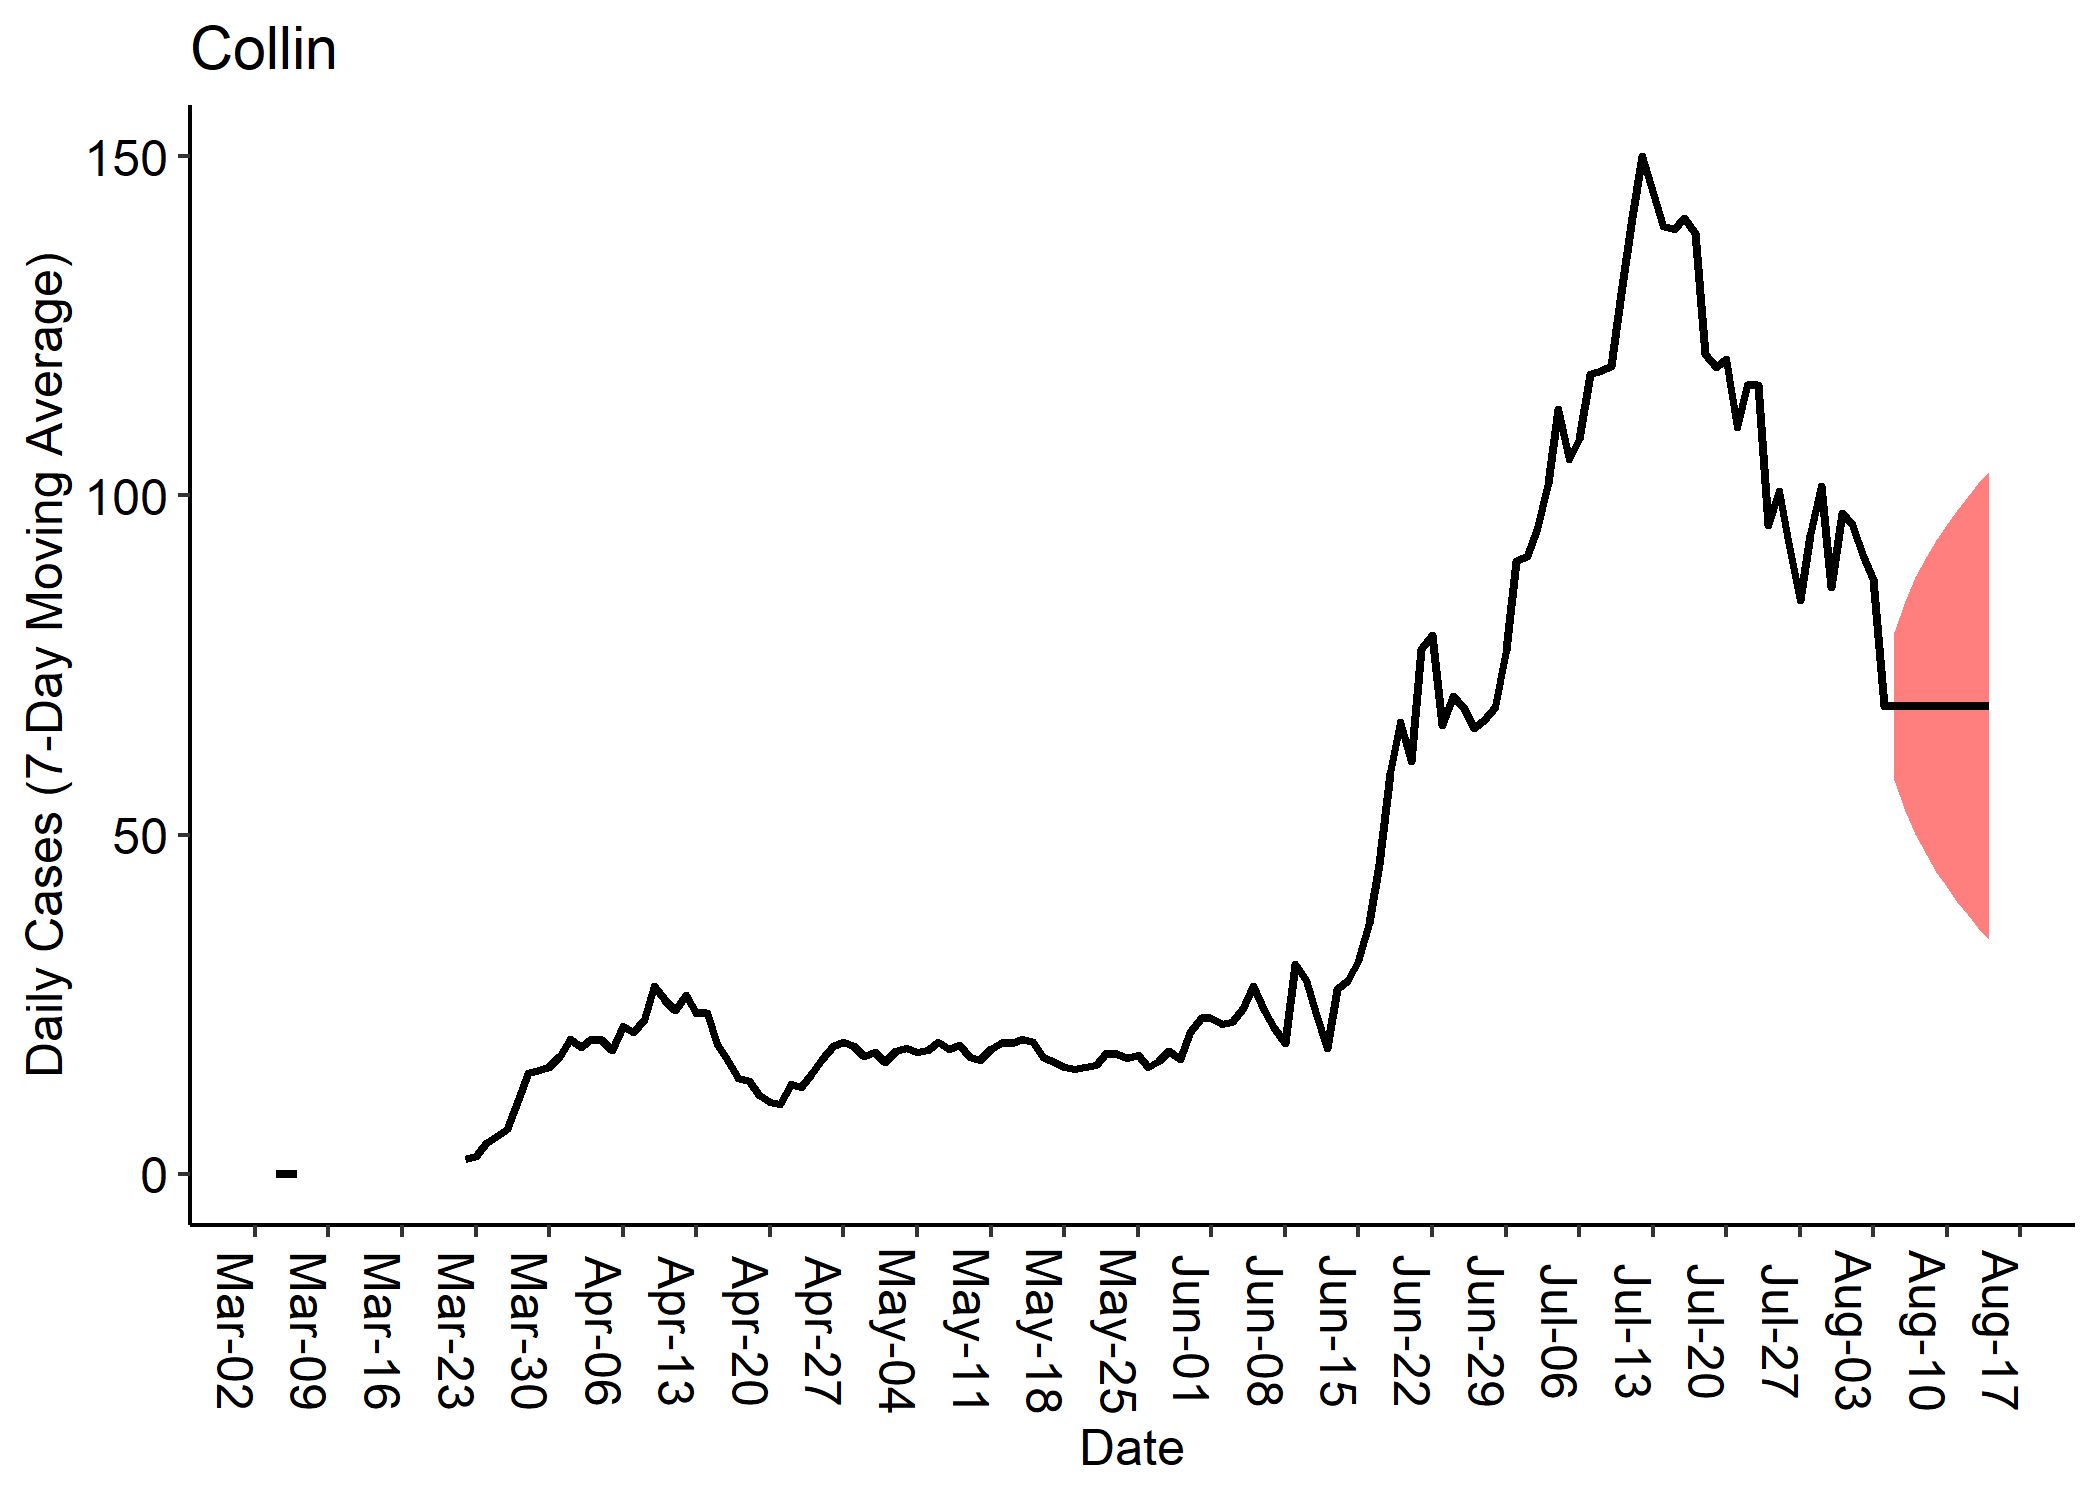 Collin
Daily Cases (7-Day Moving Average)
150
100
50
0
Mar-02
Mar-09
Mar-16
Mar-23
Mar-30
Apr-06
Apr-13
Apr-20
Apr-27
May-04
May-11
May-18
May-25
Jun-01
Jun-08
Jun-15
Jun-22
Jun-29
Jul-06
Jul-13
Jul-20
Jul-27
Aug-03
Aug-10
Aug-17
Date